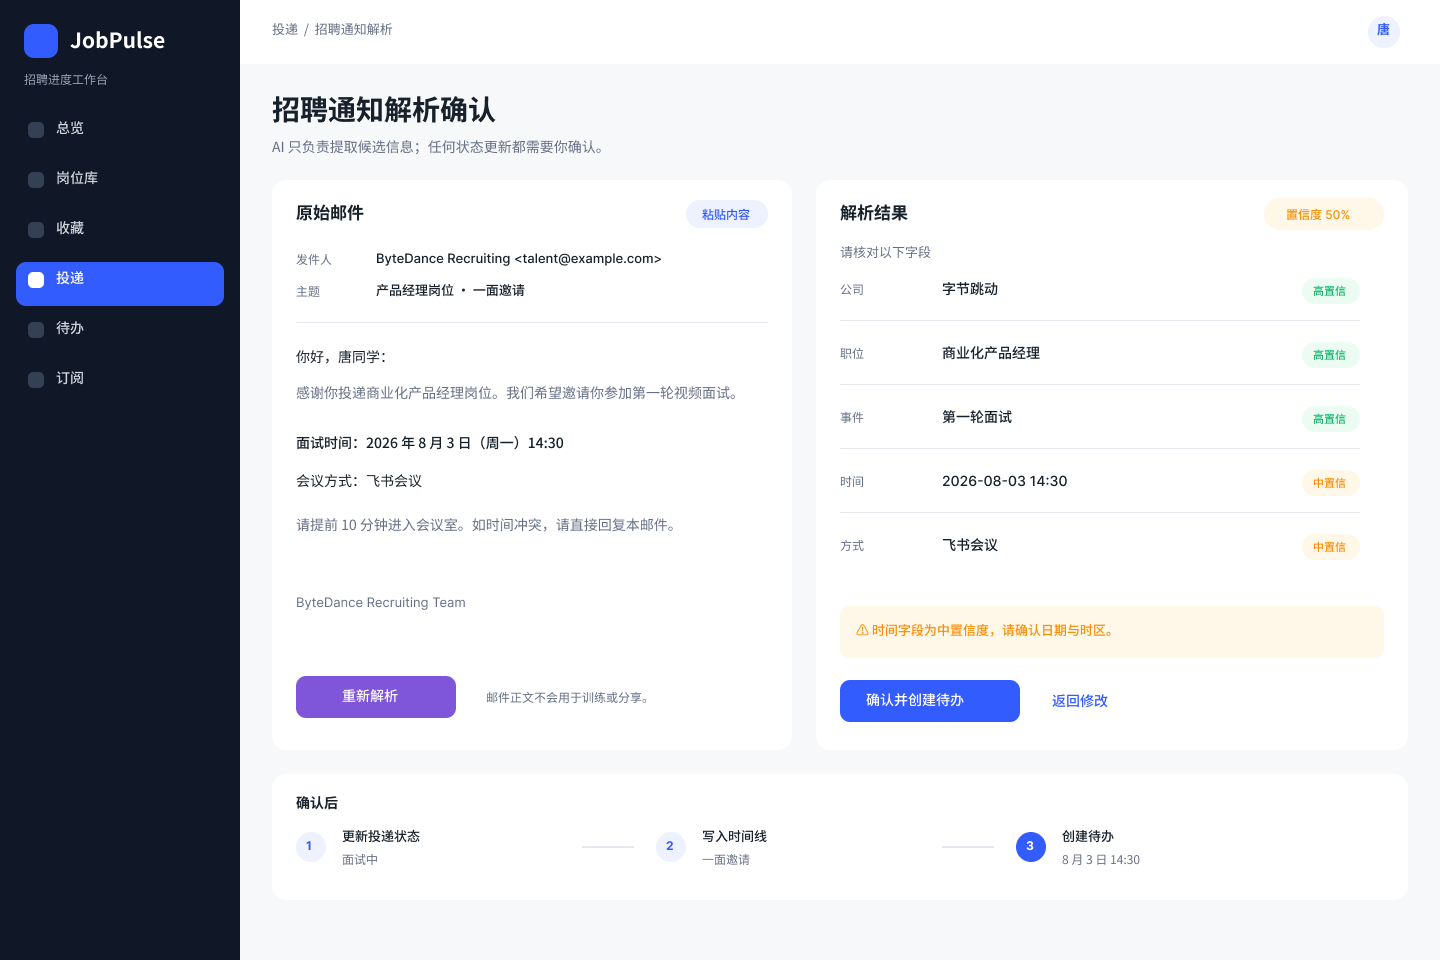 JobPulse
招聘进度工作台
总览
岗位库
收藏
投递
待办
订阅
投递 / 招聘通知解析
唐
招聘通知解析确认
AI 只负责提取候选信息；任何状态更新都需要你确认。
原始邮件
粘贴内容
发件人 ByteDance Recruiting <talent@example.com>
主题 产品经理岗位 · 一面邀请
你好，唐同学：
感谢你投递商业化产品经理岗位。我们希望邀请你参加第一轮视频面试。
面试时间：2026 年 8 月 3 日（周一）14:30
会议方式：飞书会议
请提前 10 分钟进入会议室。如时间冲突，请直接回复本邮件。
ByteDance Recruiting Team
重新解析
邮件正文不会用于训练或分享。
解析结果
置信度 50%
请核对以下字段
公司 字节跳动 高置信
职位 商业化产品经理 高置信
事件 第一轮面试 高置信
时间 2026-08-03 14:30 中置信
方式 飞书会议 中置信
⚠ 时间字段为中置信度，请确认日期与时区。
确认并创建待办
返回修改
确认后
1 更新投递状态
面试中
2 写入时间线
一面邀请
3 创建待办
8 月 3 日 14:30